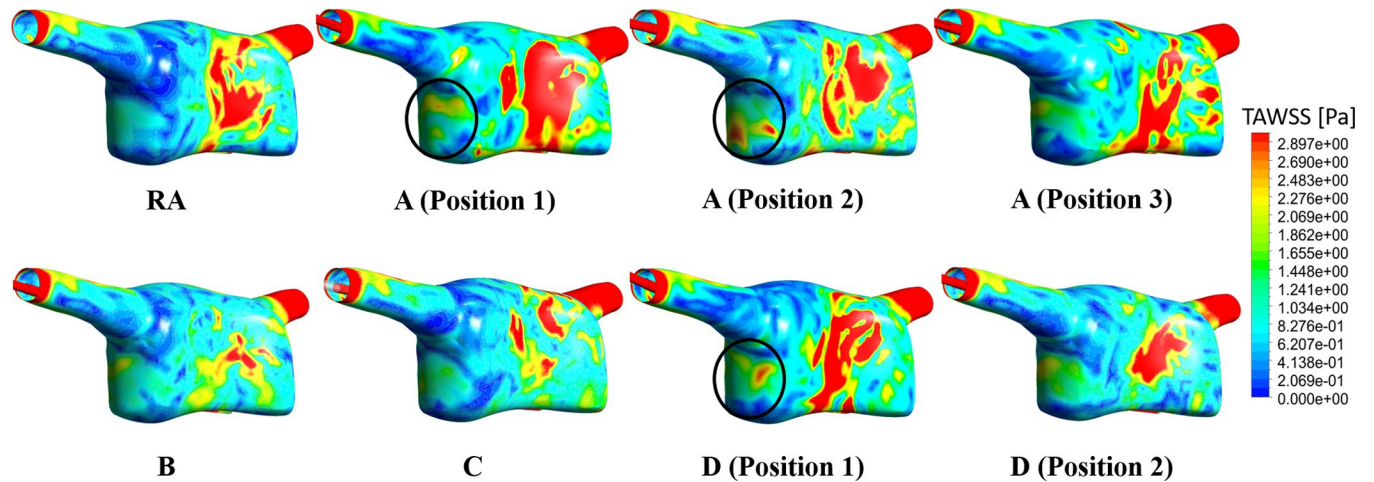 TAWSS [Pa]
2.897e+00
2.690e+00
2.483e+00
2.276e+00
2.069e+00
1.862e+00
1.655e+00
1.448e+00
1.241e+00
1.034e+00
8.276e-01
6.207e-01
4.138e-01
2.069e-01
0.000e+00
RA
A (Position 1)
A (Position 2)
A (Position 3)
B
C
D (Position 1)
D (Position 2)